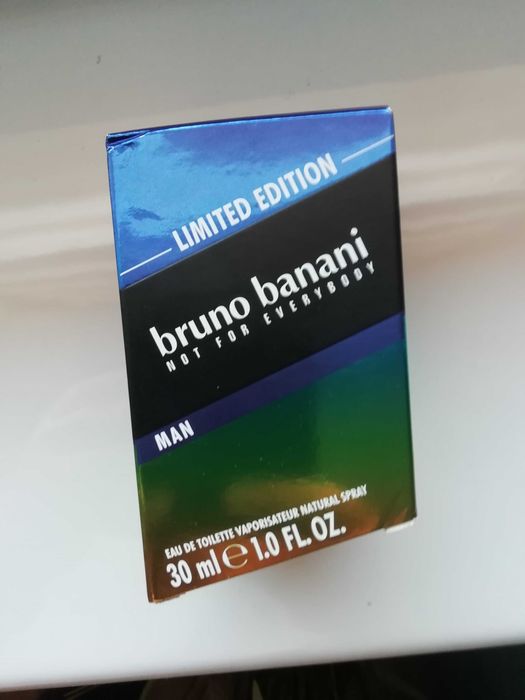 LIMITED EDITION
bruno banani
NOT FOR EVERYBODY
MAN
EAU DE TOILETTE VAPORISATEUR NATURAL SPRAY
30 ml ℮ 1.0 FL. OZ.